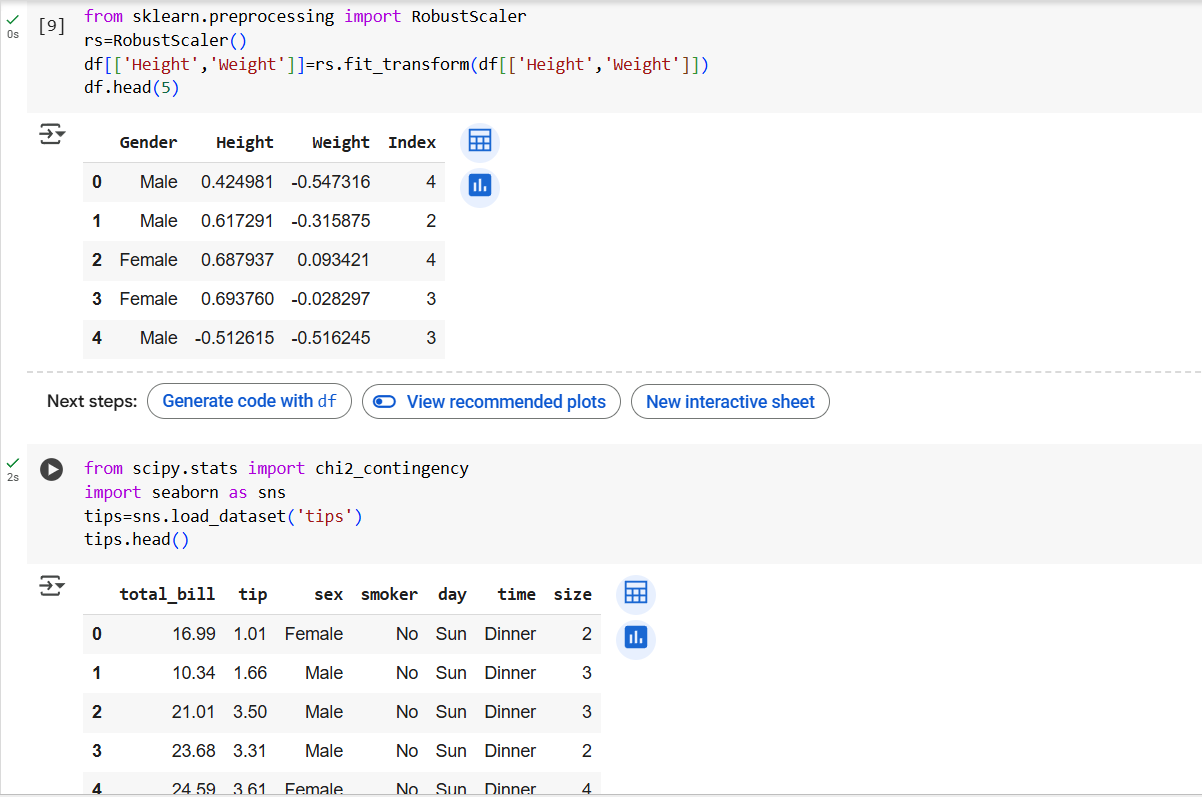 0s
[9]
from sklearn.preprocessing import RobustScaler
rs=RobustScaler()
df[['Height','Weight']]=rs.fit_transform(df[['Height','Weight']])
df.head(5)
Gender Height Weight Index
0 Male 0.424981 -0.547316 4
1 Male 0.617291 -0.315875 2
2 Female 0.687937 0.093421 4
3 Female 0.693760 -0.028297 3
4 Male -0.512615 -0.516245 3
Next steps: Generate code with df View recommended plots New interactive sheet
2s
from scipy.stats import chi2_contingency
import seaborn as sns
tips=sns.load_dataset('tips')
tips.head()
total_bill tip sex smoker day time size
0 16.99 1.01 Female No Sun Dinner 2
1 10.34 1.66 Male No Sun Dinner 3
2 21.01 3.50 Male No Sun Dinner 3
3 23.68 3.31 Male No Sun Dinner 2
4 24.59 3.61 Female No Sun Dinner 4